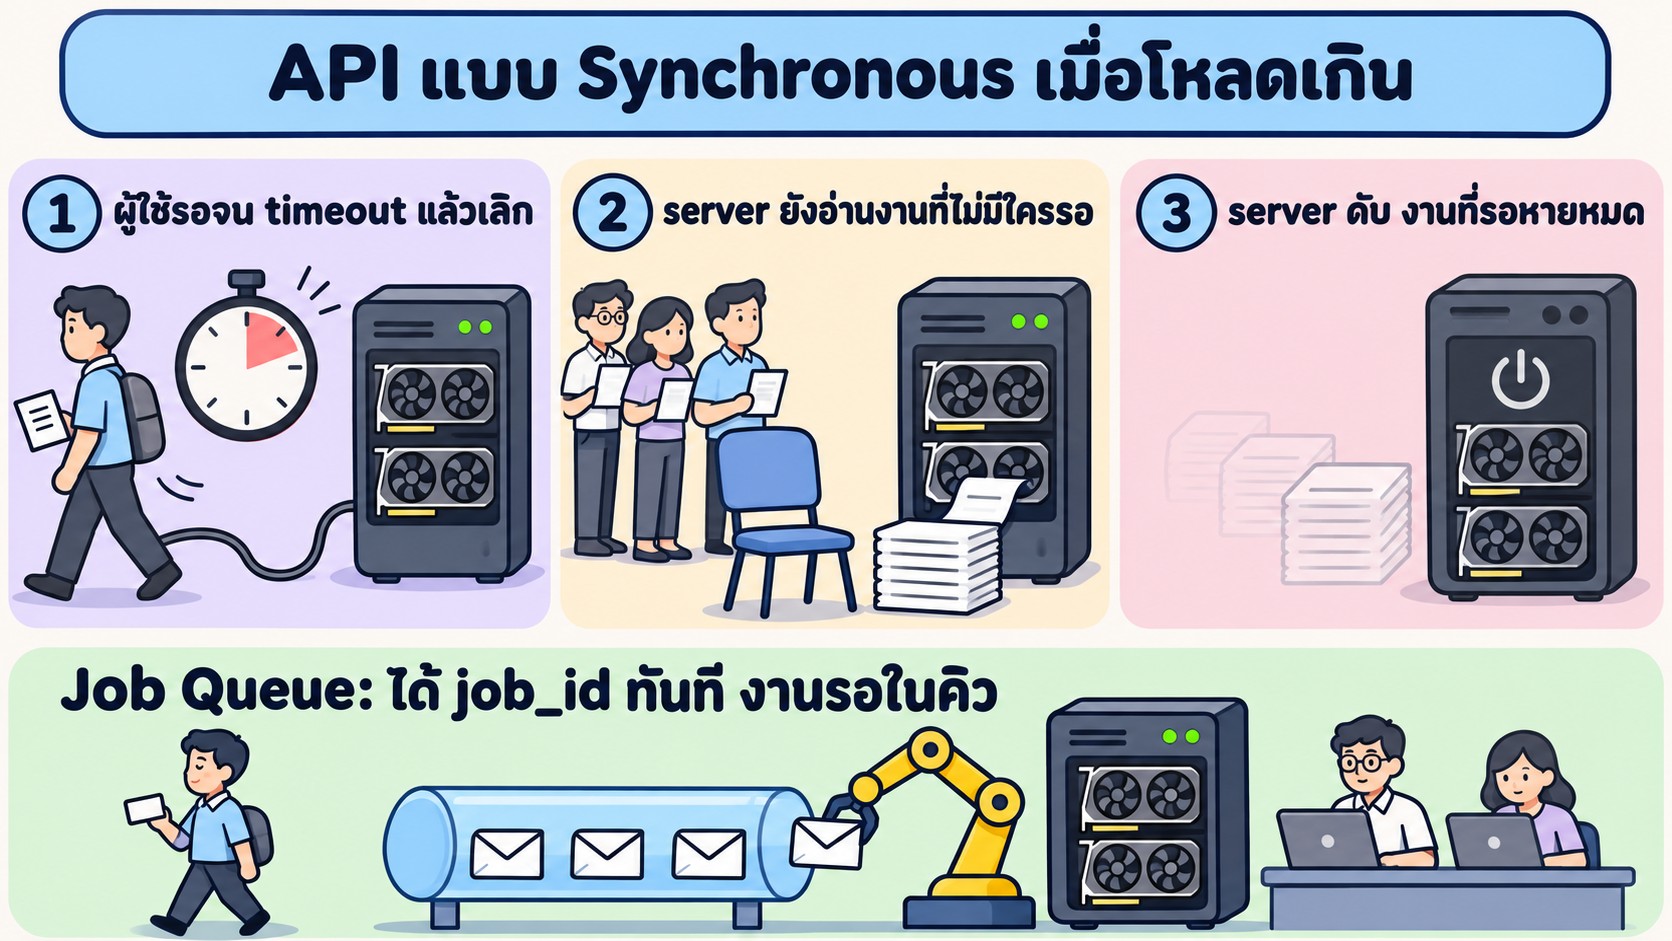 API แบบ Synchronous เมื่อโหลดเกิน
1 ผู้ใช้รอจน timeout แล้วเลิก
2 server ยังอ่านงานที่ไม่มีใครรอ
3 server ดับ งานที่รอหายหมด
Job Queue: ได้ job_id ทันที งานรอในคิว